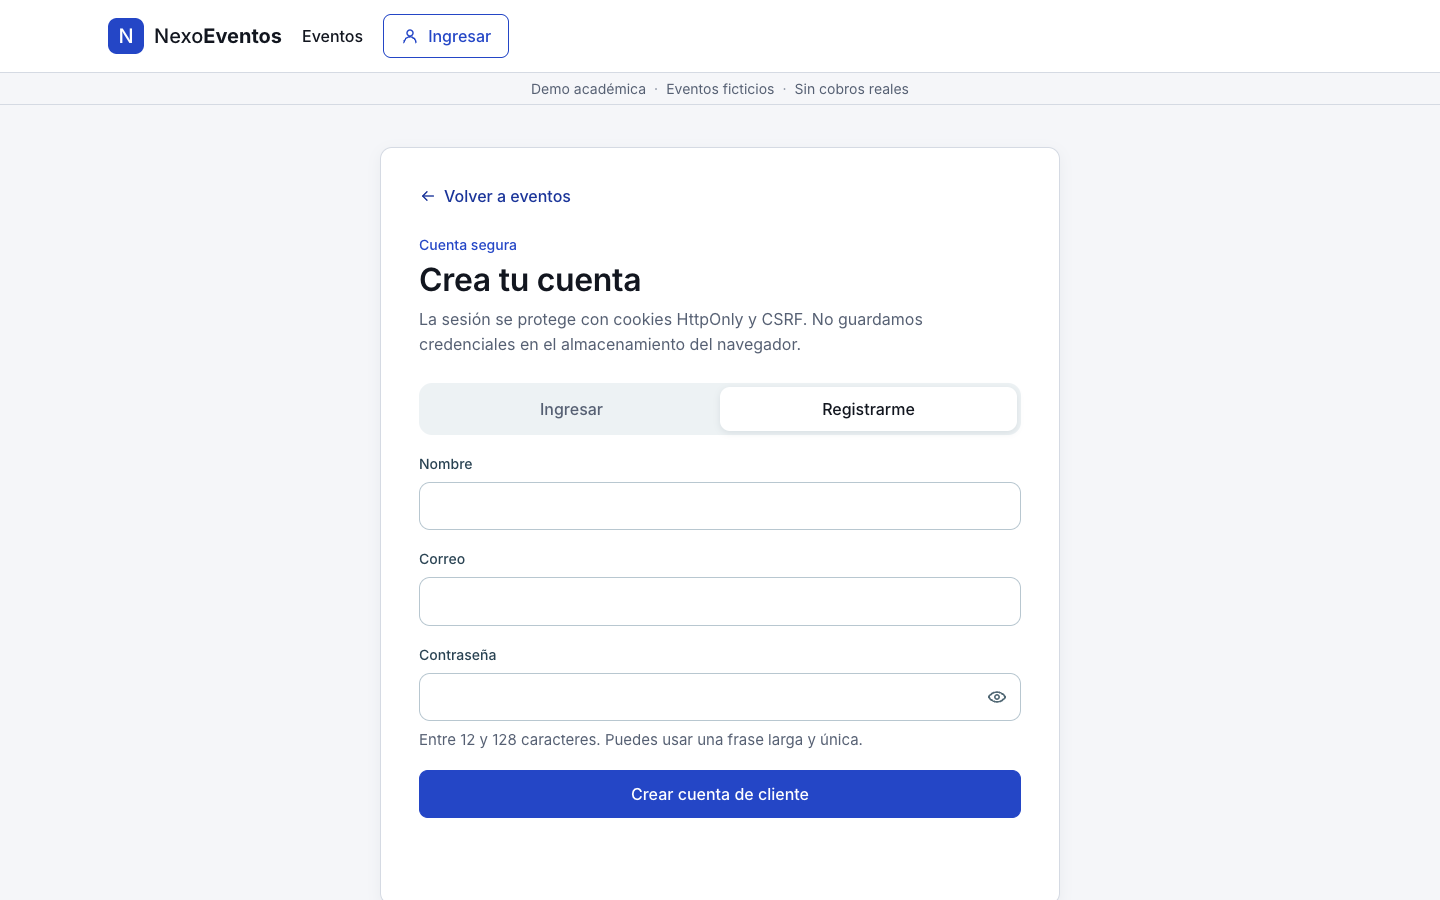 N NexoEventos Eventos Ingresar
Demo académica · Eventos ficticios · Sin cobros reales
← Volver a eventos
Cuenta segura
Crea tu cuenta
La sesión se protege con cookies HttpOnly y CSRF. No guardamos
credenciales en el almacenamiento del navegador.
Ingresar Registrarme
Nombre
Correo
Contraseña
Entre 12 y 128 caracteres. Puedes usar una frase larga y única.
Crear cuenta de cliente